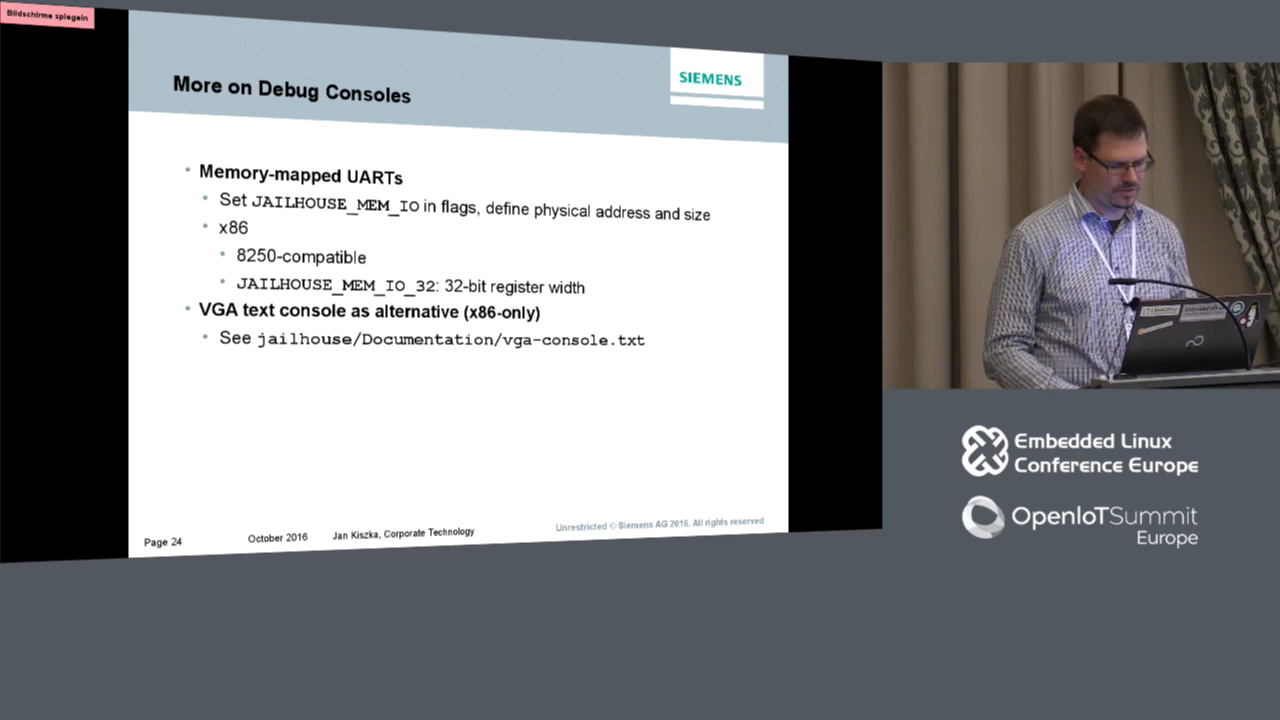 Bildschirme spiegeln
More on Debug Consoles
SIEMENS
Memory-mapped UARTs
Set JAILHOUSE_MEM_IO in flags, define physical address and size
x86
8250-compatible
JAILHOUSE_MEM_IO_32: 32-bit register width
VGA text console as alternative (x86-only)
See jailhouse/Documentation/vga-console.txt
Page 24
October 2016
Jan Kiszka, Corporate Technology
Unrestricted © Siemens AG 2016. All rights reserved
Embedded Linux
Conference Europe
OpenIoTSummit
Europe